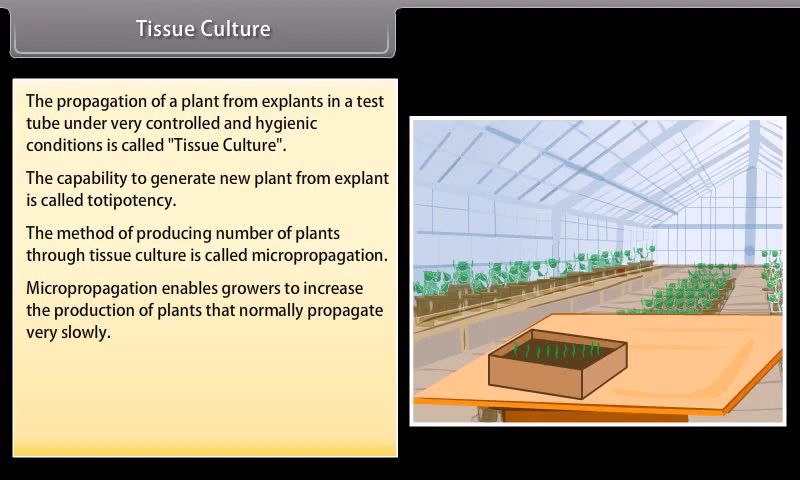 Tissue Culture
The propagation of a plant from explants in a test
tube under very controlled and hygienic
conditions is called "Tissue Culture".
The capability to generate new plant from explant
is called totipotency.
The method of producing number of plants
through tissue culture is called micropropagation.
Micropropagation enables growers to increase
the production of plants that normally propagate
very slowly.